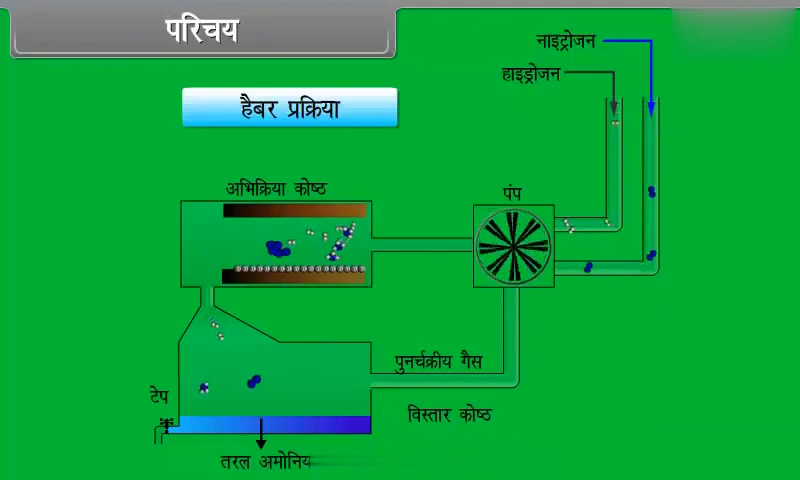 परिचय
नाइट्रोजन
हाइड्रोजन
हैबर प्रक्रिया
अभिक्रिया कोष्ठ
पंप
पुनर्चक्रीय गैस
टेप
विस्तार कोष्ठ
तरल अमोनिय